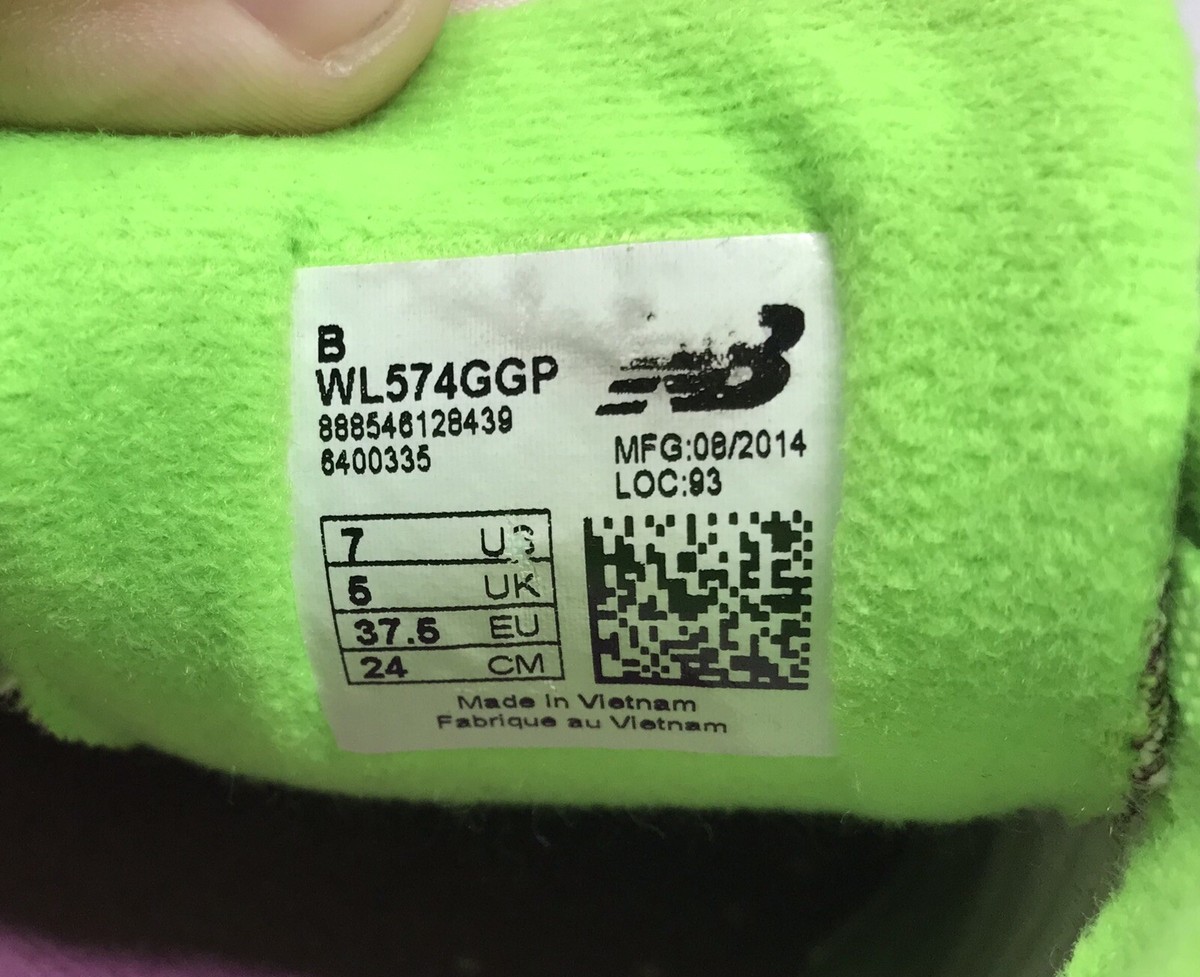 B
WL574GGP
888546128439
6400335
NB
MFG:08/2014
LOC:93
7 US
5 UK
37.5 EU
24 CM
Made in Vietnam
Fabrique au Vietnam